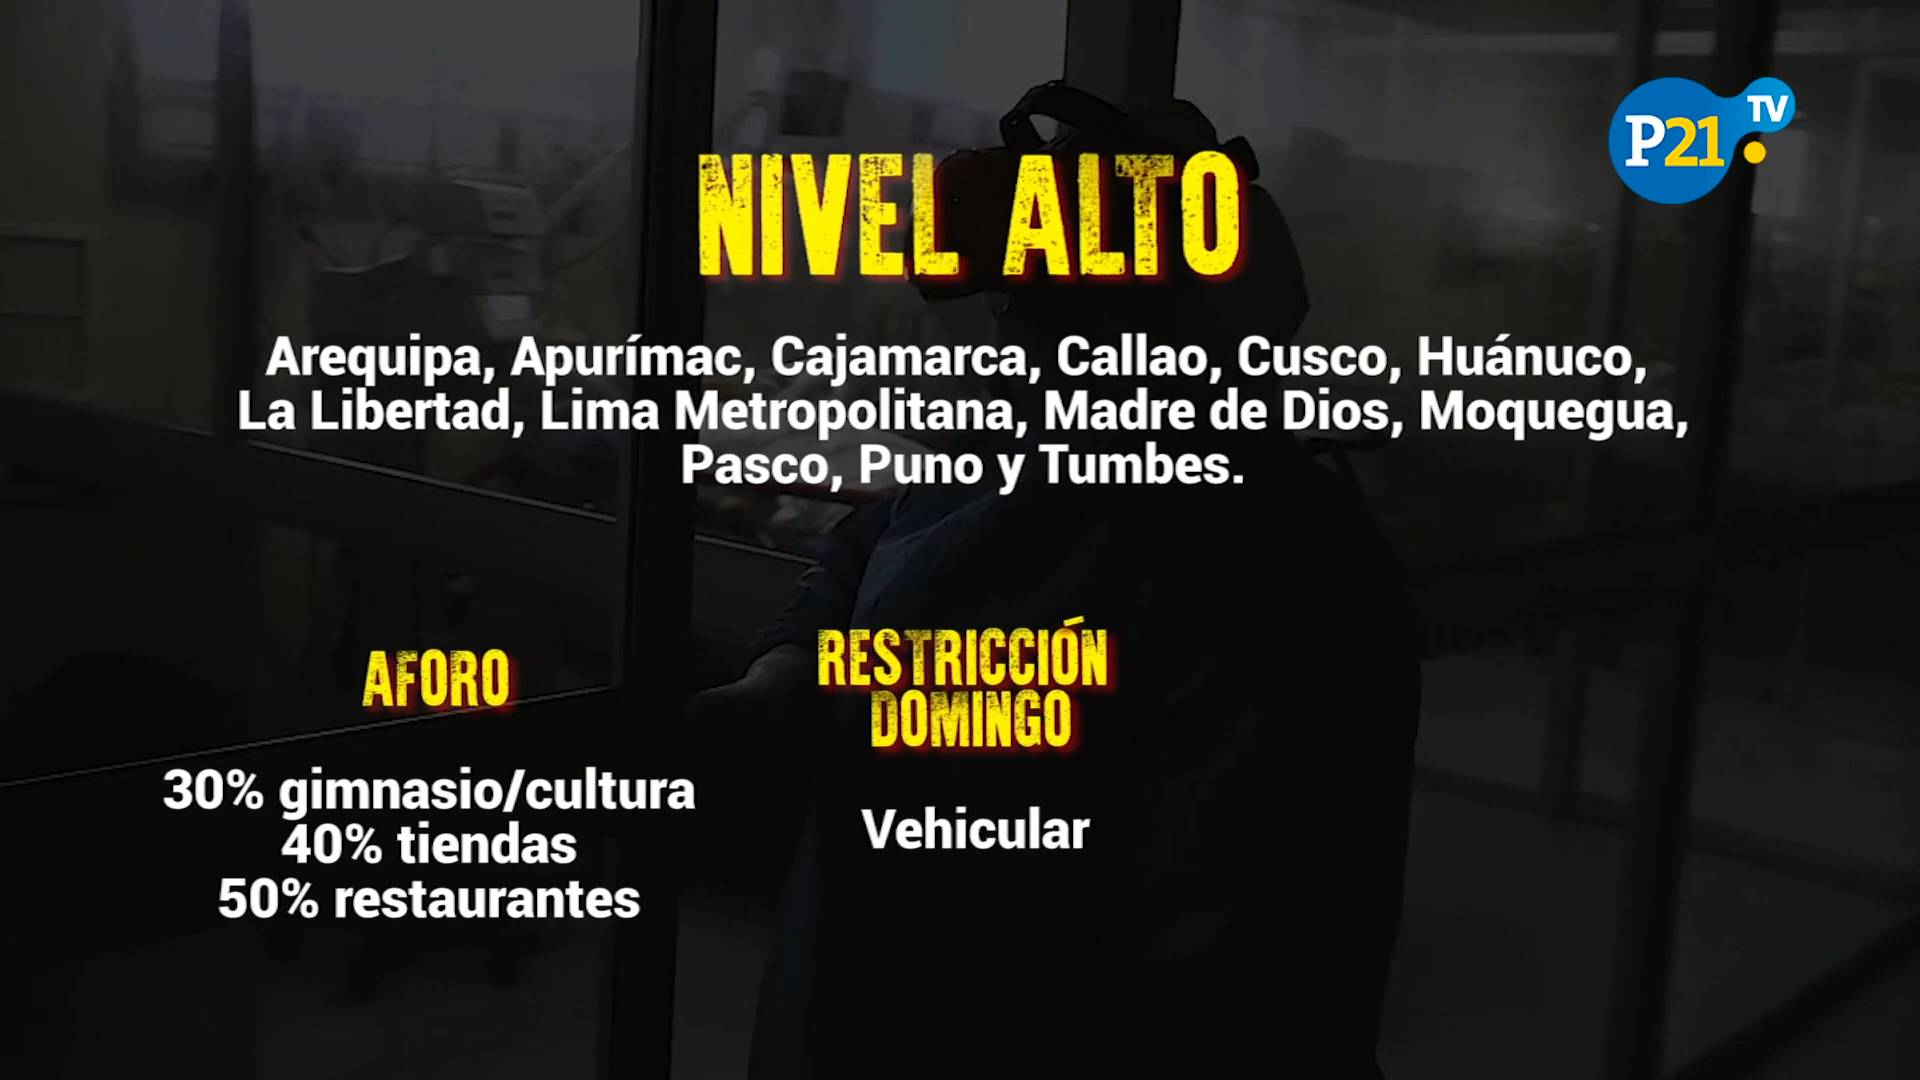 P21
TV
NIVEL ALTO
Arequipa, Apurímac, Cajamarca, Callao, Cusco, Huánuco,
La Libertad, Lima Metropolitana, Madre de Dios, Moquegua,
Pasco, Puno y Tumbes.
AFORO
30% gimnasio/cultura
40% tiendas
50% restaurantes
RESTRICCIÓN
DOMINGO
Vehicular